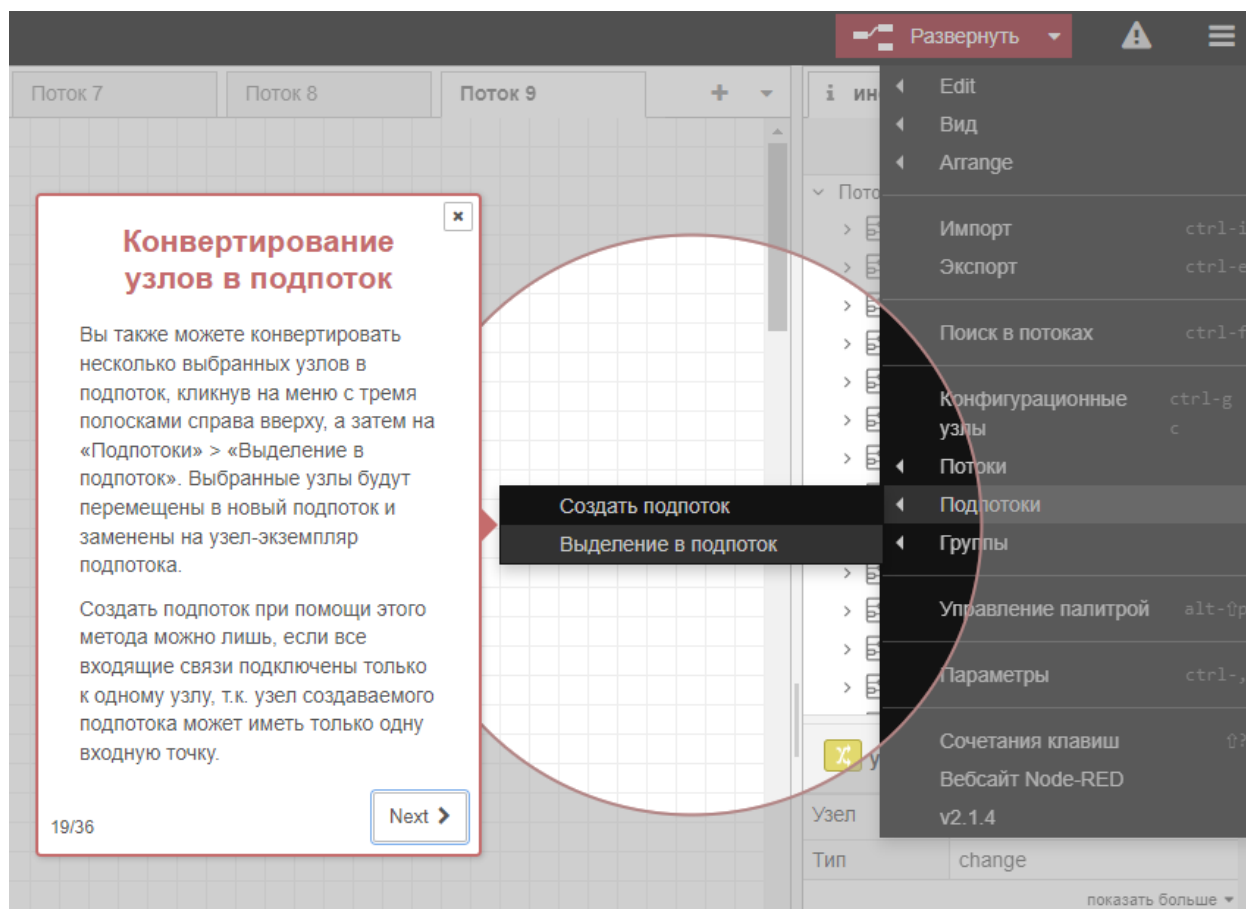 Развернуть
Поток 7
Поток 8
Поток 9
Конвертирование
узлов в подпоток
Вы также можете конвертировать
несколько выбранных узлов в
подпоток, кликнув на меню с тремя
полосками справа вверху, а затем на
«Подпотоки» > «Выделение в
подпоток». Выбранные узлы будут
перемещены в новый подпоток и
заменены на узел-экземпляр
подпотока.
Создать подпоток при помощи этого
метода можно лишь, если все
входящие связи подключены только
к одному узлу, т.к. узел создаваемого
подпотока может иметь только одну
входную точку.
19/36
Next
Создать подпоток
Выделение в подпоток
Edit
Вид
Arrange
Импорт ctrl-i
Экспорт ctrl-e
Поиск в потоках ctrl-f
Конфигурационные ctrl-g
узлы c
Потоки
Подпотоки
Группы
Управление палитрой alt-⇧p
Параметры ctrl-,
Сочетания клавиш ⇧?
Вебсайт Node-RED
v2.1.4
Узел
Тип change
показать больше